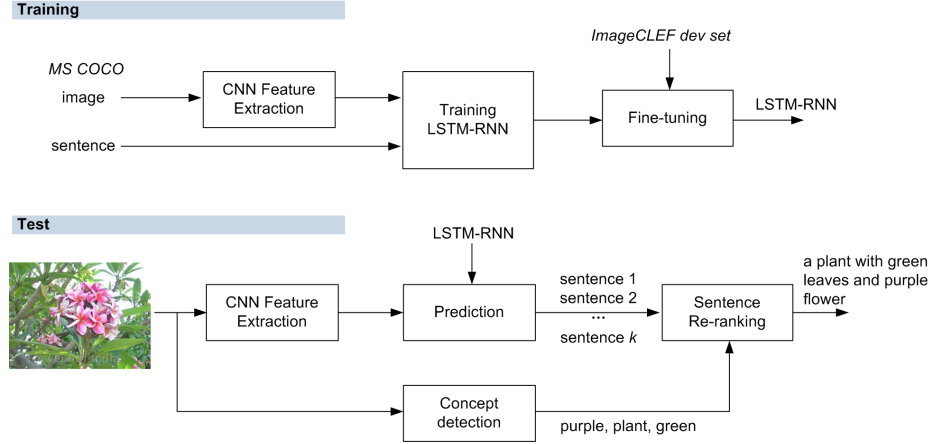 Training
ImageCLEF dev set
MS COCO
image
CNN Feature
Extraction
Training
LSTM-RNN
Fine-tuning
LSTM-RNN
sentence
Test
LSTM-RNN
CNN Feature
Extraction
Prediction
sentence 1
sentence 2
...
sentence k
Sentence
Re-ranking
a plant with green
leaves and purple
flower
Concept
detection
purple, plant, green